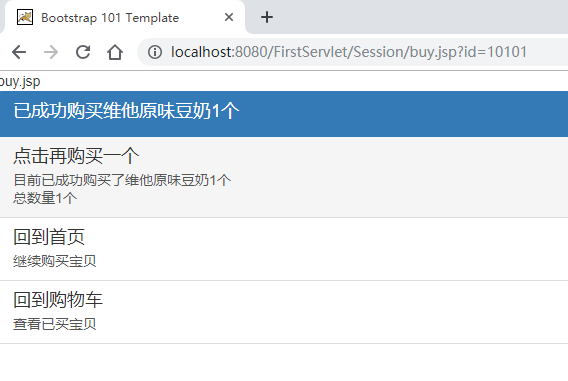 Bootstrap 101 Template
localhost:8080/FirstServlet/Session/buy.jsp?id=10101
buy.jsp
已成功购买维他原味豆奶1个
点击再购买一个
目前已成功购买了维他原味豆奶1个
总数量1个
回到首页
继续购买宝贝
回到购物车
查看已买宝贝